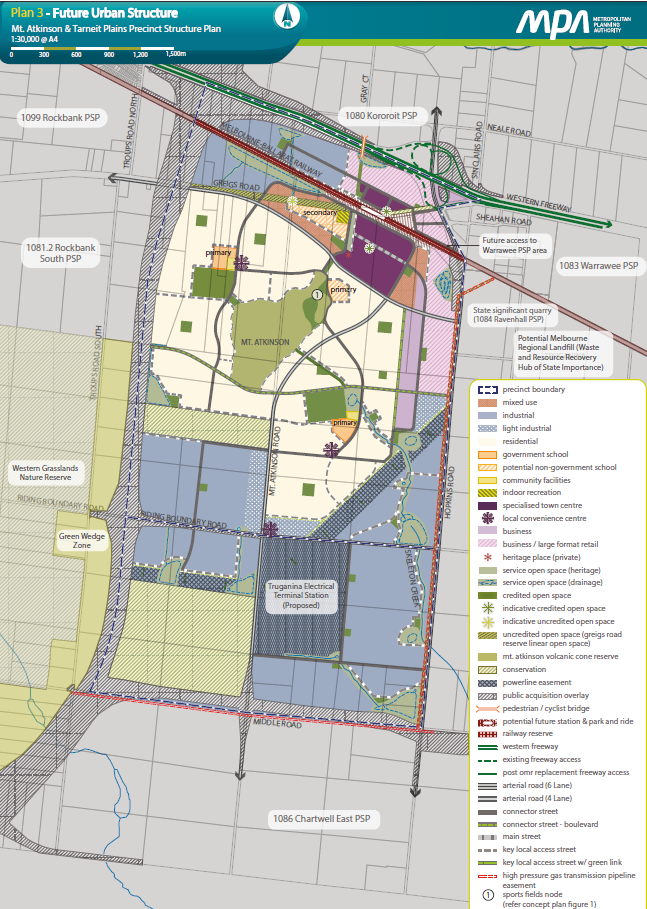 Plan 3 - Future Urban Structure
Mt. Atkinson & Tarneit Plains Precinct Structure Plan
1:30,000 @ A4
0 300 600 900 1,200 1,500m
MPA
METROPOLITAN
PLANNING
AUTHORITY
1099 Rockbank PSP
TROUPS ROAD NORTH
GRAY CT
1080 Kororoit PSP
SINCLAIRS ROAD
NEALE ROAD
MELBOURNE-BALLARAT RAILWAY
GREIGS ROAD
WESTERN FREEWAY
SHEAHAN ROAD
secondary
1081.2 Rockbank
South PSP
primary
Future access to
Warrawee PSP area
1083 Warrawee PSP
primary
1
State significant quarry
(1084 Ravenhall PSP)
MT. ATKINSON
Potential Melbourne
Regional Landfill (Waste
and Resource Recovery
Hub of State Importance)
TROUPS ROAD SOUTH
primary
MT. ATKINSON ROAD
HOPKINS ROAD
Western Grasslands
Nature Reserve
RIDING BOUNDARY ROAD
RIDING BOUNDARY ROAD
Green Wedge
Zone
SKELETON CREEK
Truganina Electrical
Terminal Station
(Proposed)
MIDDLE ROAD
1086 Chartwell East PSP
precinct boundary
mixed use
industrial
light industrial
residential
government school
potential non-government school
community facilities
indoor recreation
specialised town centre
local convenience centre
business
business / large format retail
heritage place (private)
service open space (heritage)
service open space (drainage)
credited open space
indicative credited open space
indicative uncredited open space
uncredited open space (greigs road
reserve linear open space)
mt. atkinson volcanic cone reserve
conservation
powerline easement
public acquisition overlay
pedestrian / cyclist bridge
potential future station & park and ride
railway reserve
western freeway
existing freeway access
post omr replacement freeway access
arterial road (6 Lane)
arterial road (4 Lane)
connector street
connector street - boulevard
main street
key local access street
key local access street w/ green link
high pressure gas transmission pipeline
easement
1 sports fields node
(refer concept plan figure 1)